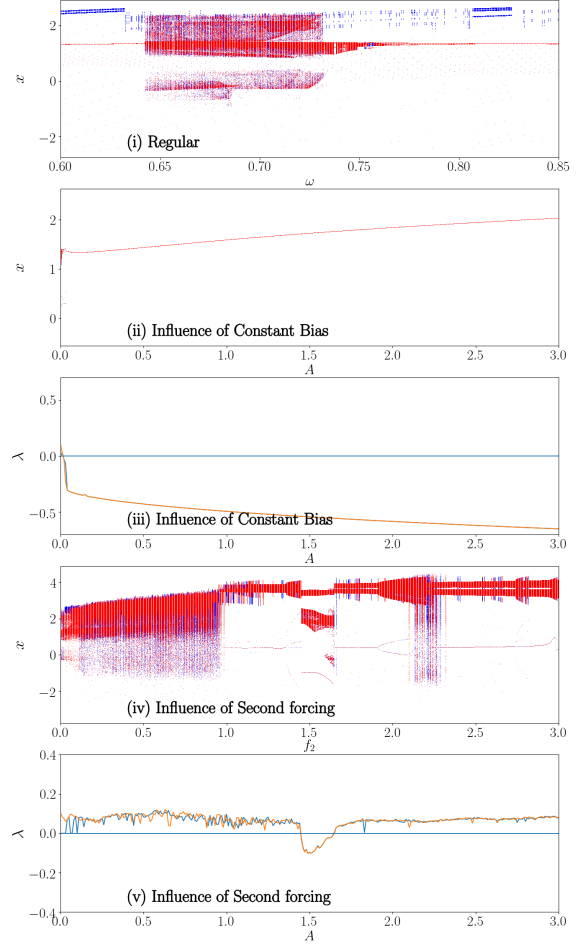 2
0
−2
x
(i) Regular
0.60 0.65 0.70 0.75 0.80 0.85
ω
2
1
0
x
(ii) Influence of Constant Bias
0.0 0.5 1.0 1.5 2.0 2.5 3.0
A
0.5
0.0
−0.5
λ
(iii) Influence of Constant Bias
0.0 0.5 1.0 1.5 2.0 2.5 3.0
A
4
2
0
−2
x
(iv) Influence of Second forcing
0.0 0.5 1.0 1.5 2.0 2.5 3.0
f₂
0.4
0.2
0.0
−0.2
−0.4
λ
(v) Influence of Second forcing
0.0 0.5 1.0 1.5 2.0 2.5 3.0
A